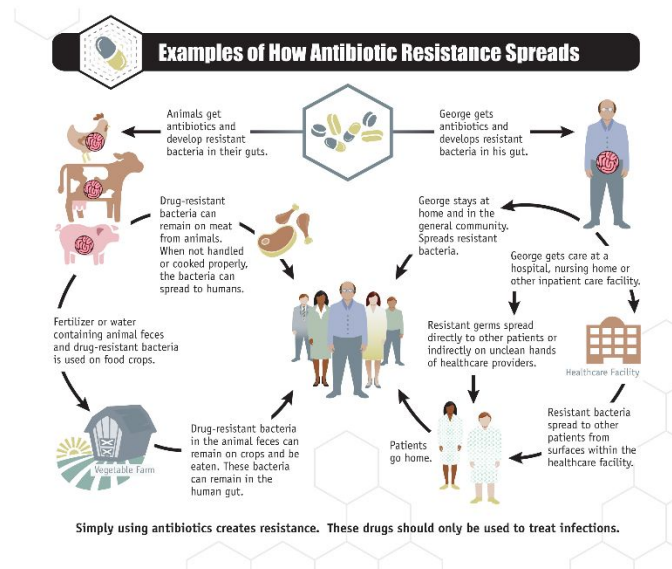 Examples of How Antibiotic Resistance Spreads
Animals get
antibiotics and
develop resistant
bacteria in their guts.
George gets
antibiotics and
develops resistant
bacteria in his gut.
Drug-resistant
bacteria can
remain on meat
from animals.
When not handled
or cooked properly,
the bacteria can
spread to humans.
George stays at
home and in the
general community.
Spreads resistant
bacteria.
George gets care at a
hospital, nursing home or
other inpatient care facility.
Fertilizer or water
containing animal feces
and drug-resistant bacteria
is used on food crops.
Resistant germs spread
directly to other patients or
indirectly on unclean hands
of healthcare providers.
Healthcare Facility
Vegetable Farm
Drug-resistant bacteria
in the animal feces can
remain on crops and be
eaten. These bacteria
can remain in the
human gut.
Patients
go home.
Resistant bacteria
spread to other
patients from
surfaces within the
healthcare facility.
Simply using antibiotics creates resistance. These drugs should only be used to treat infections.